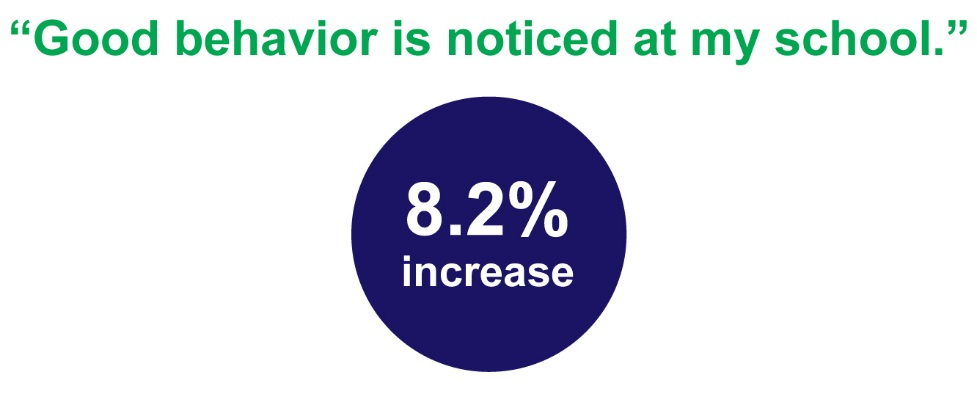 “Good behavior is noticed at my school.”
8.2%
increase